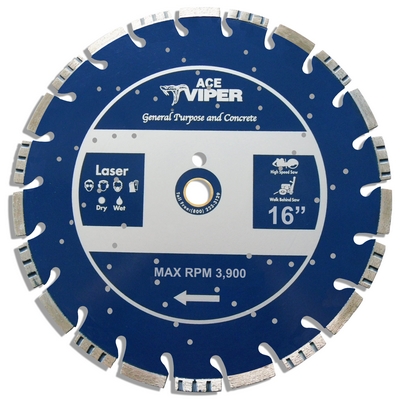 ACE
VIPER
General Purpose and Concrete
Laser
High Speed Saw
Dry Wet
Walk Behind Saw
16"
MAX RPM 3,900